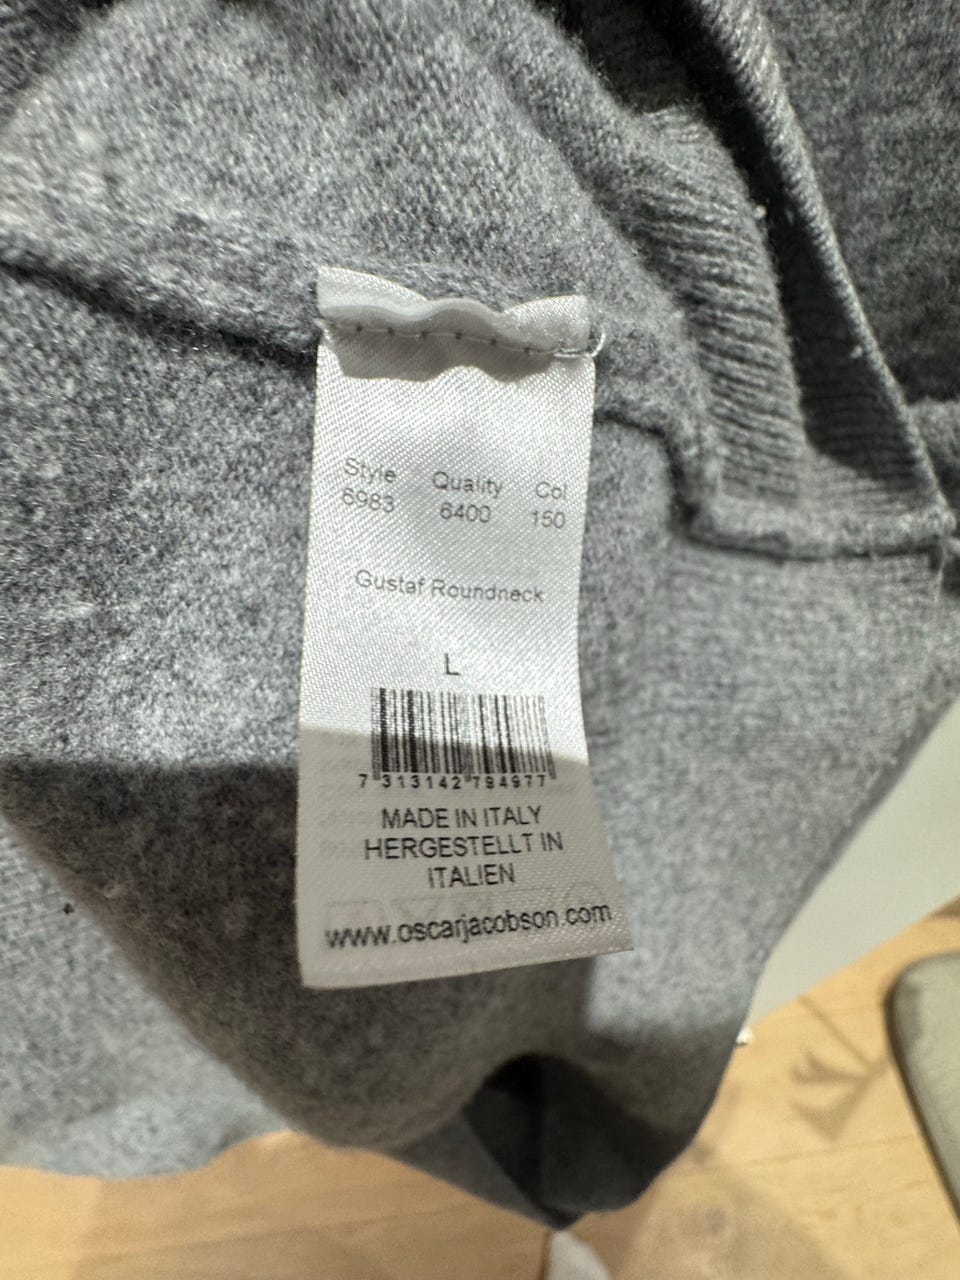 Style Quality Col
6983 6400 150
Gustaf Roundneck
L
7 313142 794977
MADE IN ITALY
HERGESTELLT IN
ITALIEN
www.oscarjacobson.com